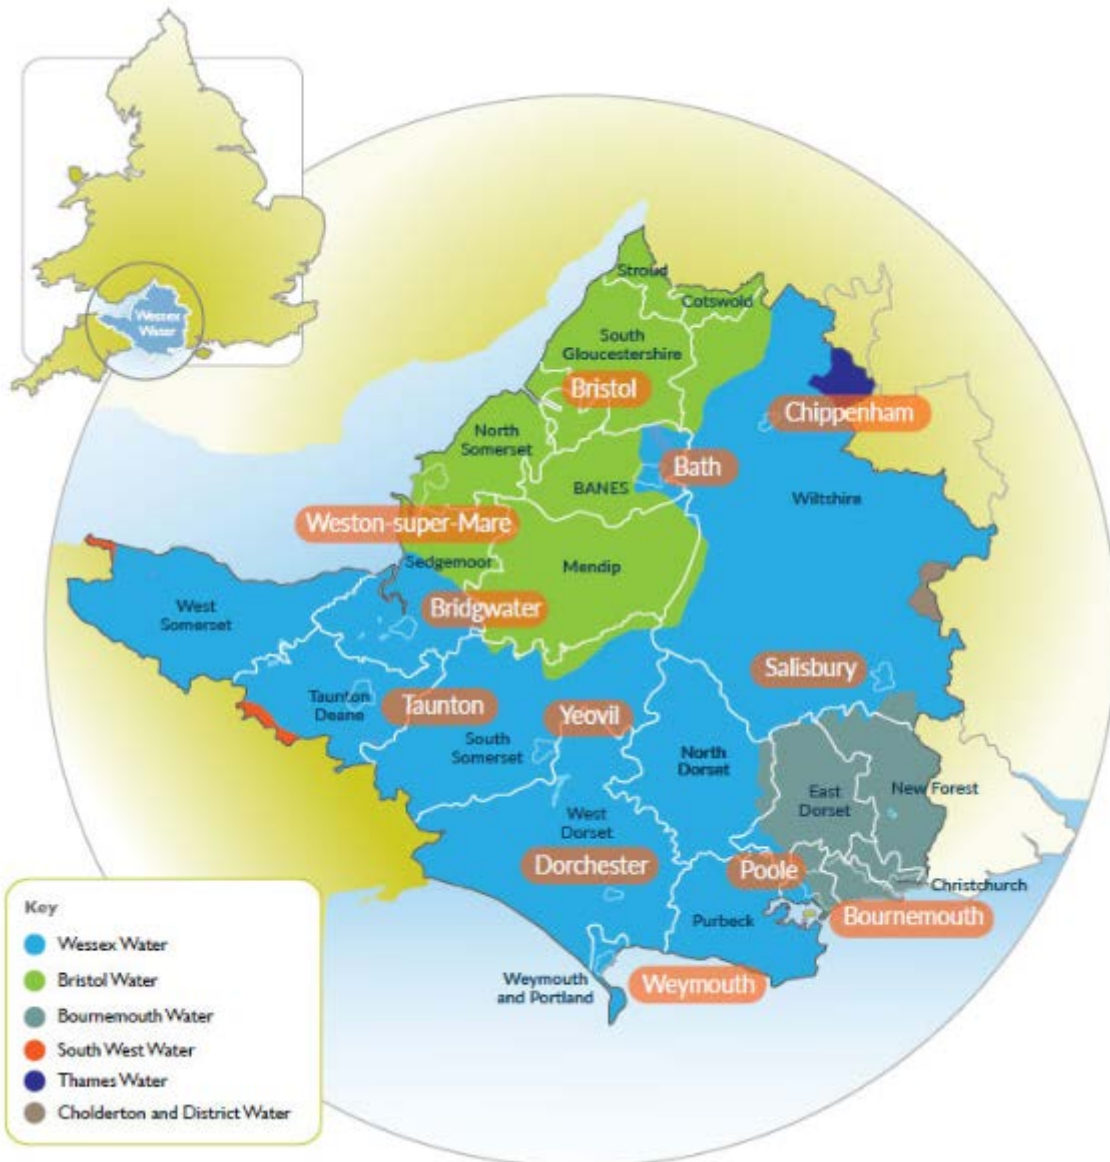 Wessex
Water
Stroud
Cotswold
South
Gloucestershire
Bristol
Chippenham
North
Somerset
Bath
BANES
Wiltshire
Weston-super-Mare
Sedgemoor
Mendip
West
Somerset
Bridgwater
Salisbury
Taunton
Deane
Taunton
Yeovil
South
Somerset
North
Dorset
East
Dorset
New Forest
West
Dorset
Dorchester
Poole
Christchurch
Purbeck
Bournemouth
Weymouth
and Portland
Weymouth
Key
Wessex Water
Bristol Water
Bournemouth Water
South West Water
Thames Water
Cholderton and District Water